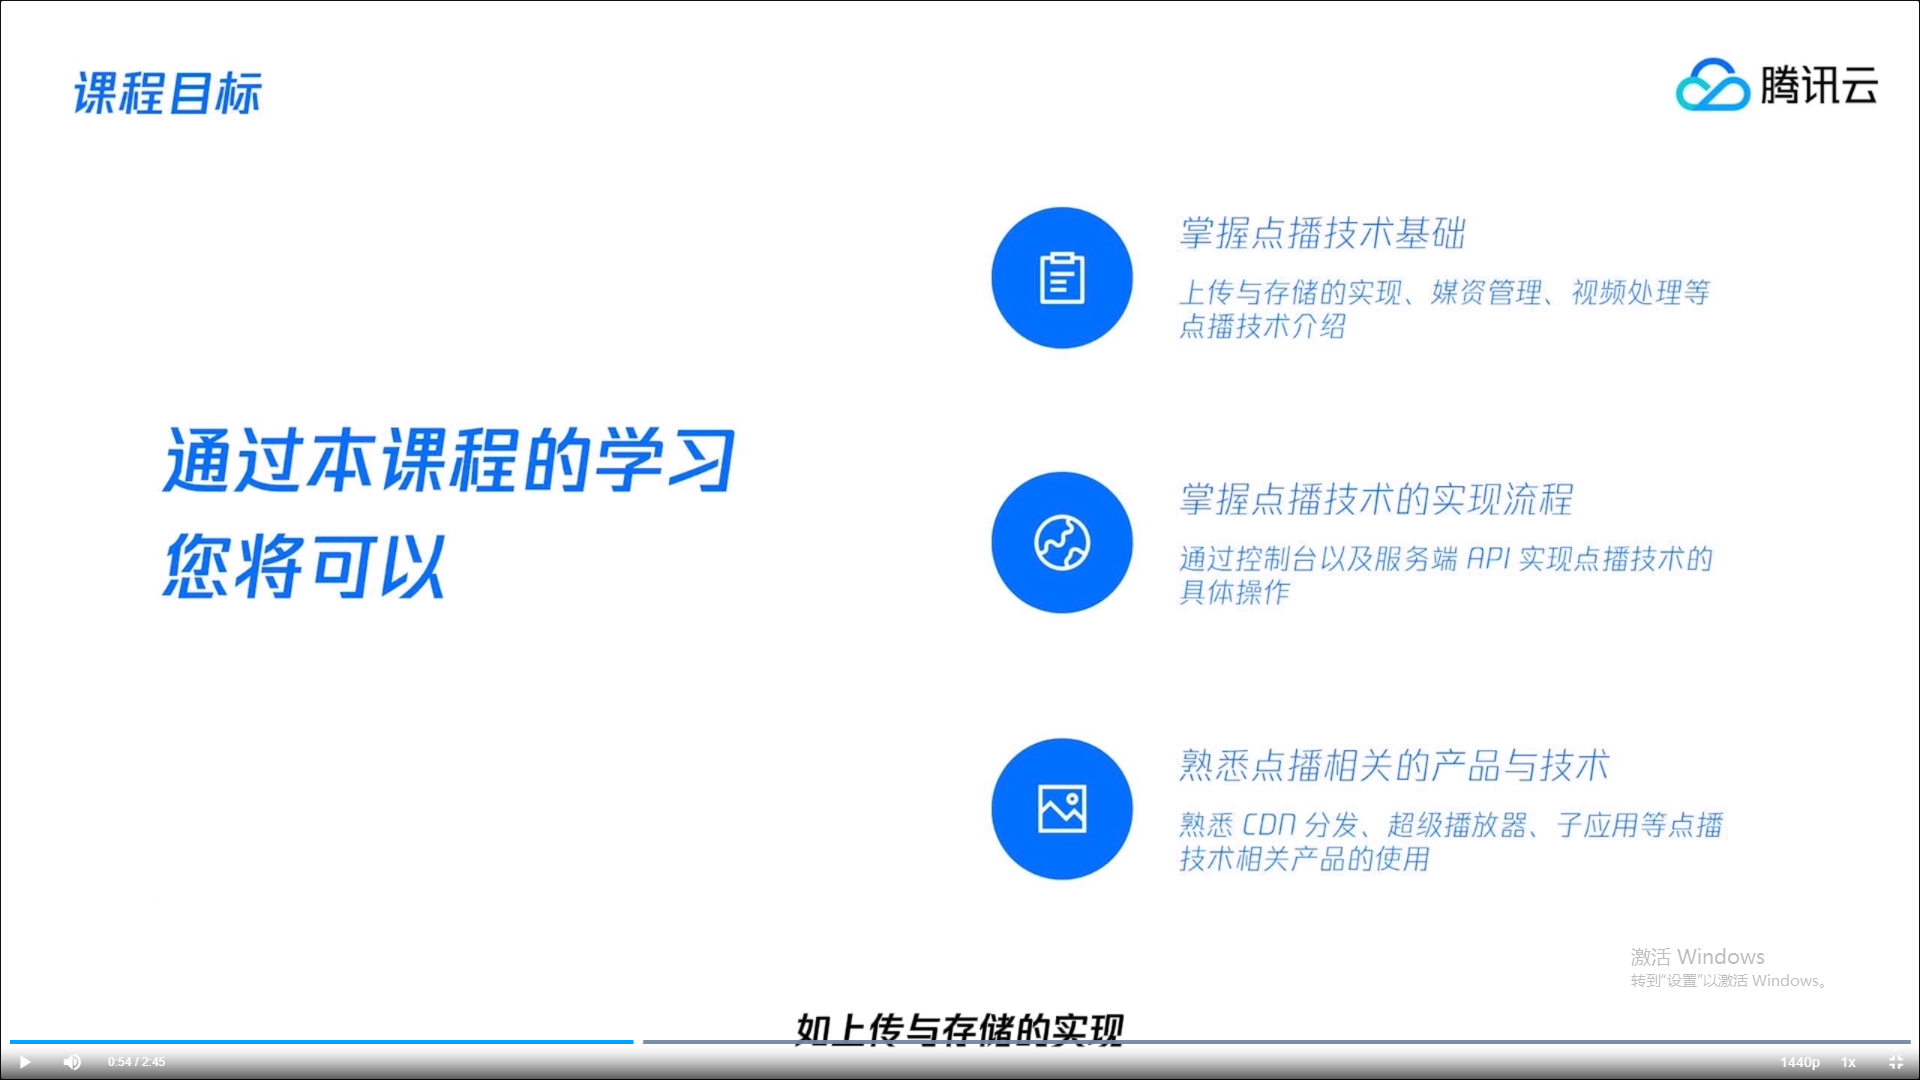 课程目标
腾讯云
掌握点播技术基础
上传与存储的实现、媒资管理、视频处理等
点播技术介绍
通过本课程的学习
您将可以
掌握点播技术的实现流程
通过控制台以及服务端 API 实现点播技术的
具体操作
熟悉点播相关的产品与技术
熟悉 CDN 分发、超级播放器、子应用等点播
技术相关产品的使用
激活 Windows
转到“设置”以激活 Windows。
如上传与存储的实现
0:54 / 2:45
1440p 1x